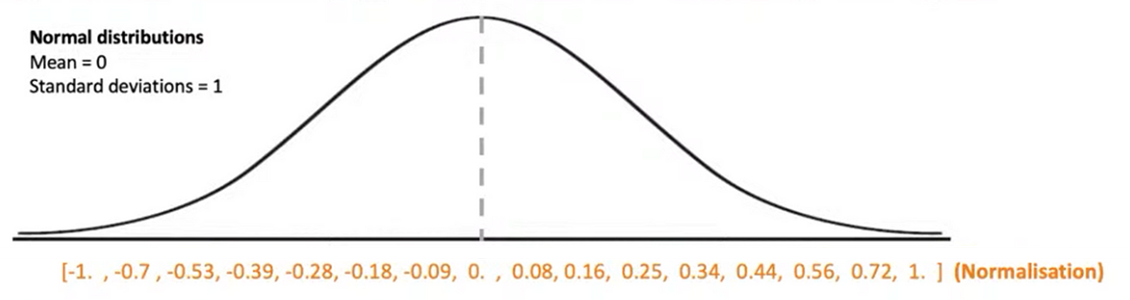 Normal distributions
Mean = 0
Standard deviations = 1
[-1. , -0.7 , -0.53, -0.39, -0.28, -0.18, -0.09, 0. , 0.08, 0.16, 0.25, 0.34, 0.44, 0.56, 0.72, 1. ] (Normalisation)